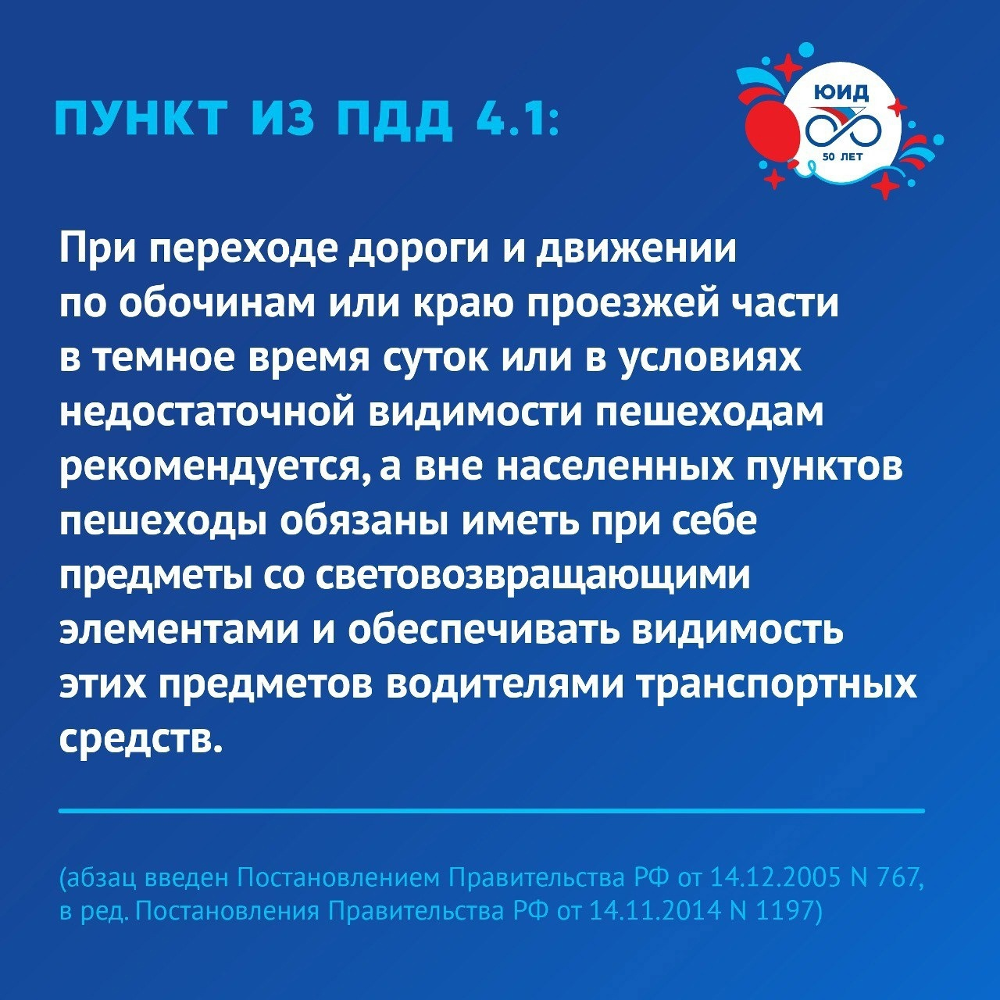 ПУНКТ ИЗ ПДД 4.1:
ЮИД
50 ЛЕТ
При переходе дороги и движении
по обочинам или краю проезжей части
в темное время суток или в условиях
недостаточной видимости пешеходам
рекомендуется, а вне населенных пунктов
пешеходы обязаны иметь при себе
предметы со световозвращающими
элементами и обеспечивать видимость
этих предметов водителями транспортных
средств.
(абзац введен Постановлением Правительства РФ от 14.12.2005 N 767,
в ред. Постановления Правительства РФ от 14.11.2014 N 1197)